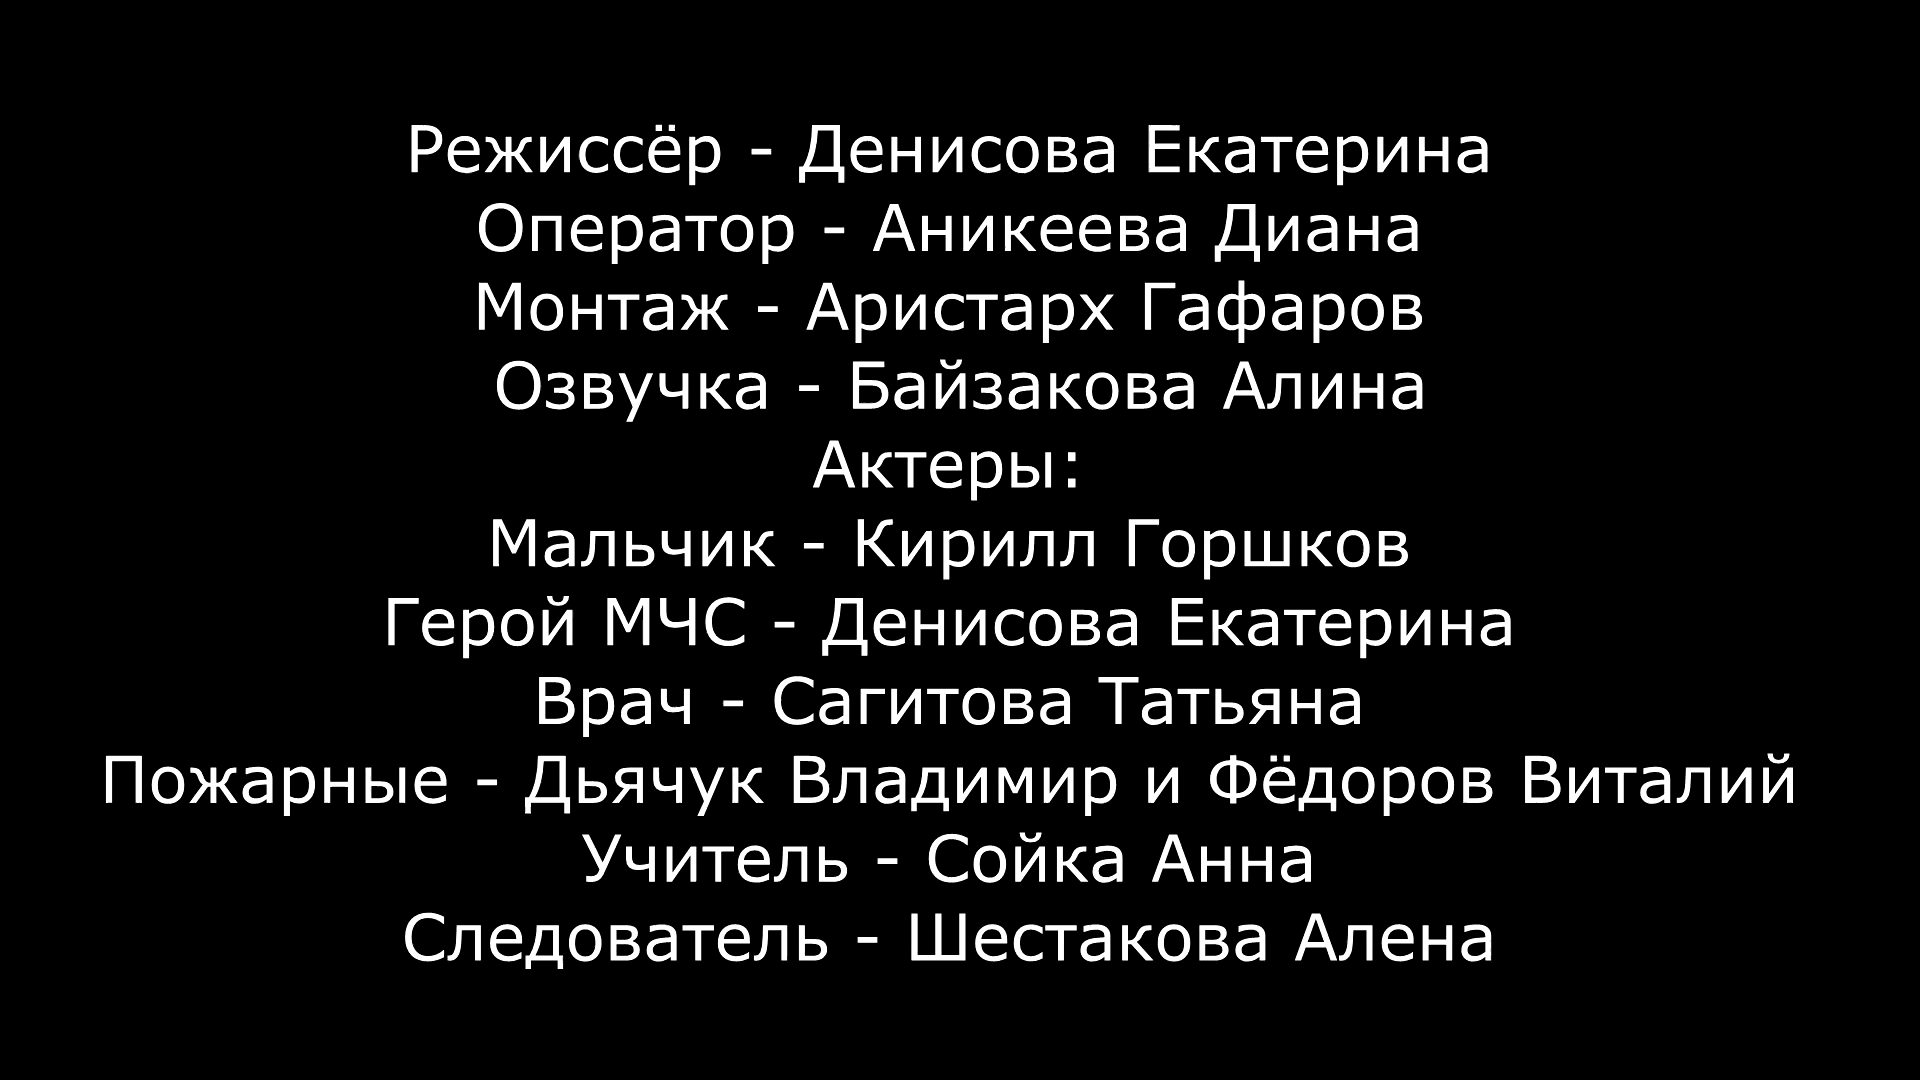 Режиссёр - Денисова Екатерина
Оператор - Аникеева Диана
Монтаж - Аристарх Гафаров
Озвучка - Байзакова Алина
Актеры:
Мальчик - Кирилл Горшков
Герой МЧС - Денисова Екатерина
Врач - Сагитова Татьяна
Пожарные - Дьячук Владимир и Фёдоров Виталий
Учитель - Сойка Анна
Следователь - Шестакова Алена